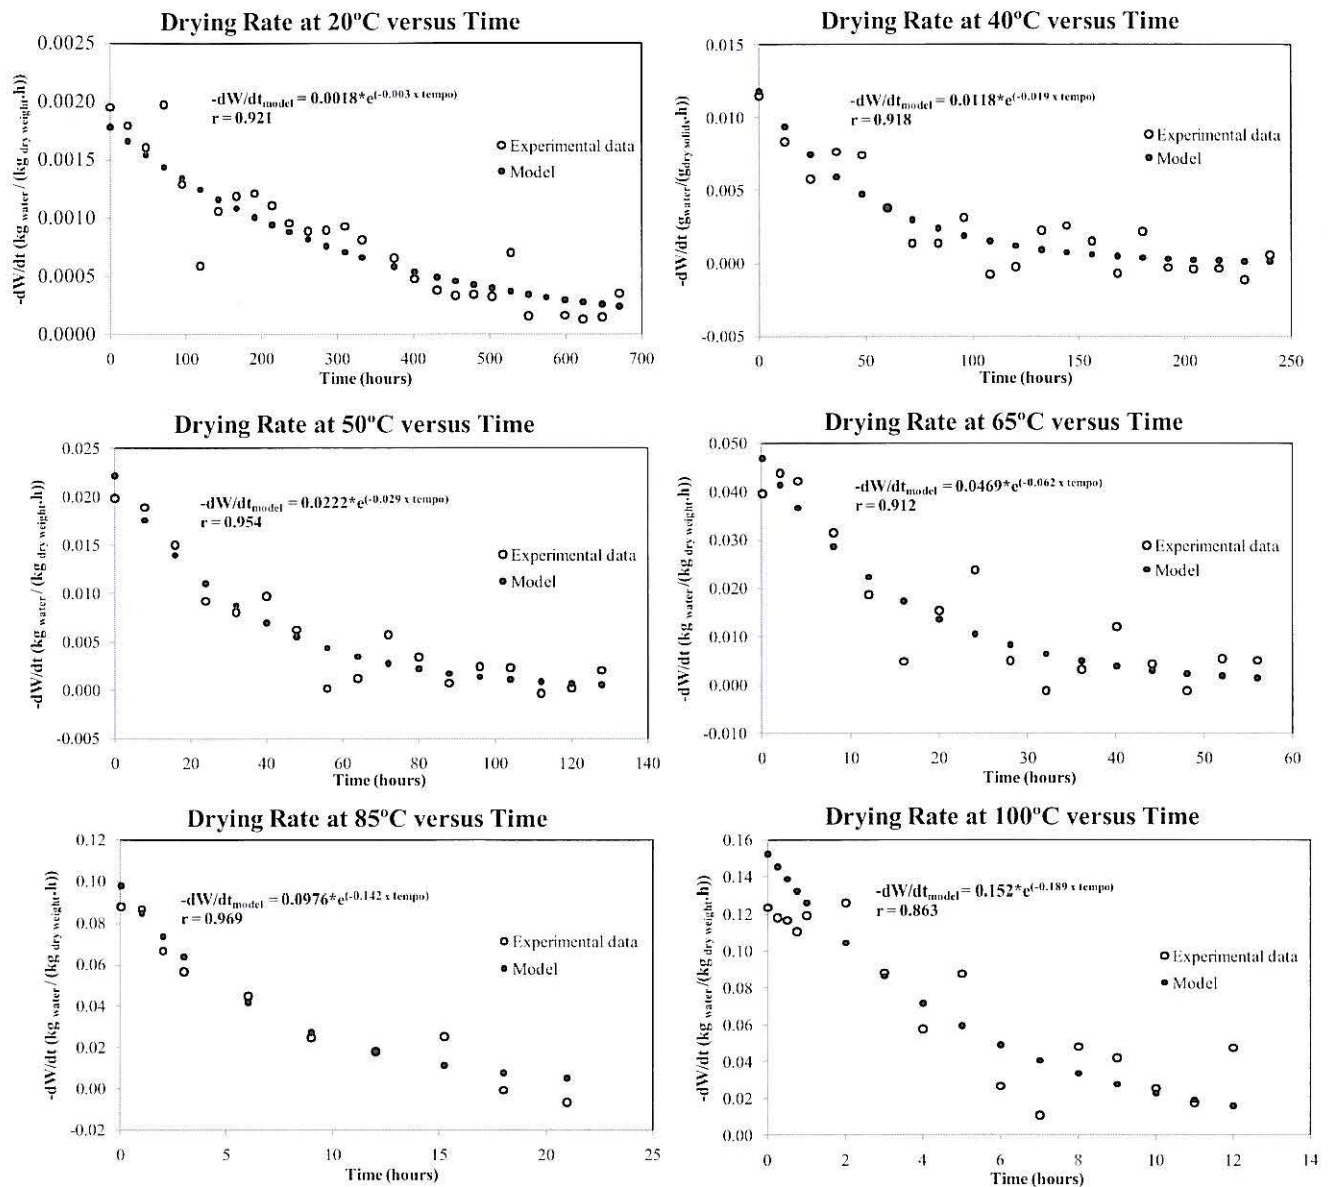 Drying Rate at 20ºC versus Time
-dW/dt (kg water / (kg dry weight·h))
0.0025
0.0020
0.0015
0.0010
0.0005
0.0000
-dW/dtmodel = 0.0018*e(-0.003 x tempo)
r = 0.921
Experimental data
Model
0 100 200 300 400 500 600 700
Time (hours)
Drying Rate at 40ºC versus Time
-dW/dt (gwater/(gdry solids.h))
0.015
0.010
0.005
0.000
-0.005
-dW/dtmodel = 0.0118*e(-0.019 x tempo)
r = 0.918
Experimental data
Model
0 50 100 150 200 250
Time (hours)
Drying Rate at 50ºC versus Time
-dW/dt (kg water / (kg dry weight·h))
0.025
0.020
0.015
0.010
0.005
0.000
-0.005
-dW/dtmodel = 0.0222*e(-0.029 x tempo)
r = 0.954
Experimental data
Model
0 20 40 60 80 100 120 140
Time (hours)
Drying Rate at 65ºC versus Time
-dW/dt (kg water /(kg dry weight·h))
0.050
0.040
0.030
0.020
0.010
0.000
-0.010
-dW/dtmodel = 0.0469*e(-0.062 x tempo)
r = 0.912
Experimental data
Model
0 10 20 30 40 50 60
Time (hours)
Drying Rate at 85ºC versus Time
-dW/dt (kg water / (kg dry weight·h))
0.12
0.10
0.08
0.06
0.04
0.02
0.00
-0.02
-dW/dtmodel = 0.0976*e(-0.142 x tempo)
r = 0.969
Experimental data
Model
0 5 10 15 20 25
Time (hours)
Drying Rate at 100ºC versus Time
-dW/dt (kg water /(kg dry weight·h))
0.16
0.14
0.12
0.10
0.08
0.06
0.04
0.02
0.00
-dW/dtmodel = 0.152*e(-0.189 x tempo)
r = 0.863
Experimental data
Model
0 2 4 6 8 10 12 14
Time (hours)